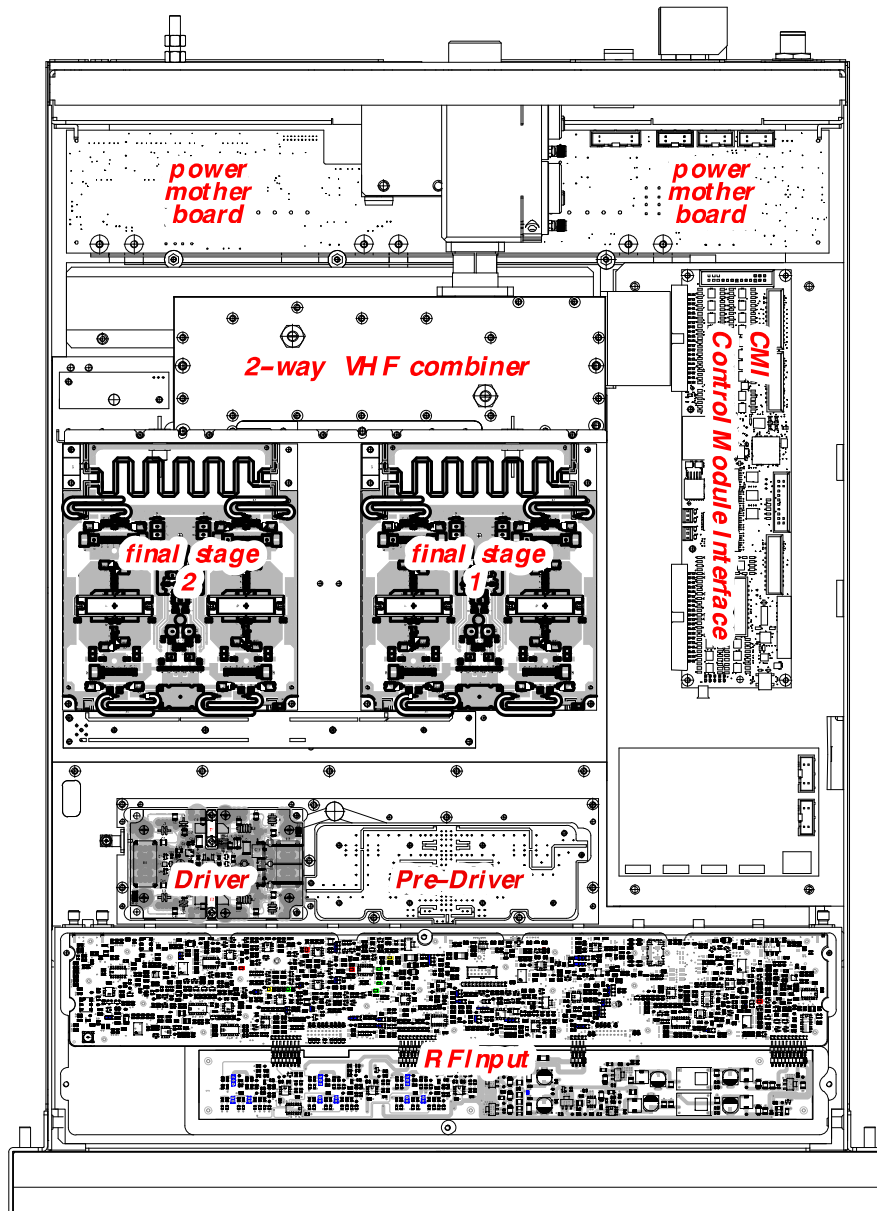 power
mother
board
power
mother
board
2-way VHF combiner
CMI
Control Module Interface
final stage
2
final stage
1
Driver
Pre-Driver
RF Input